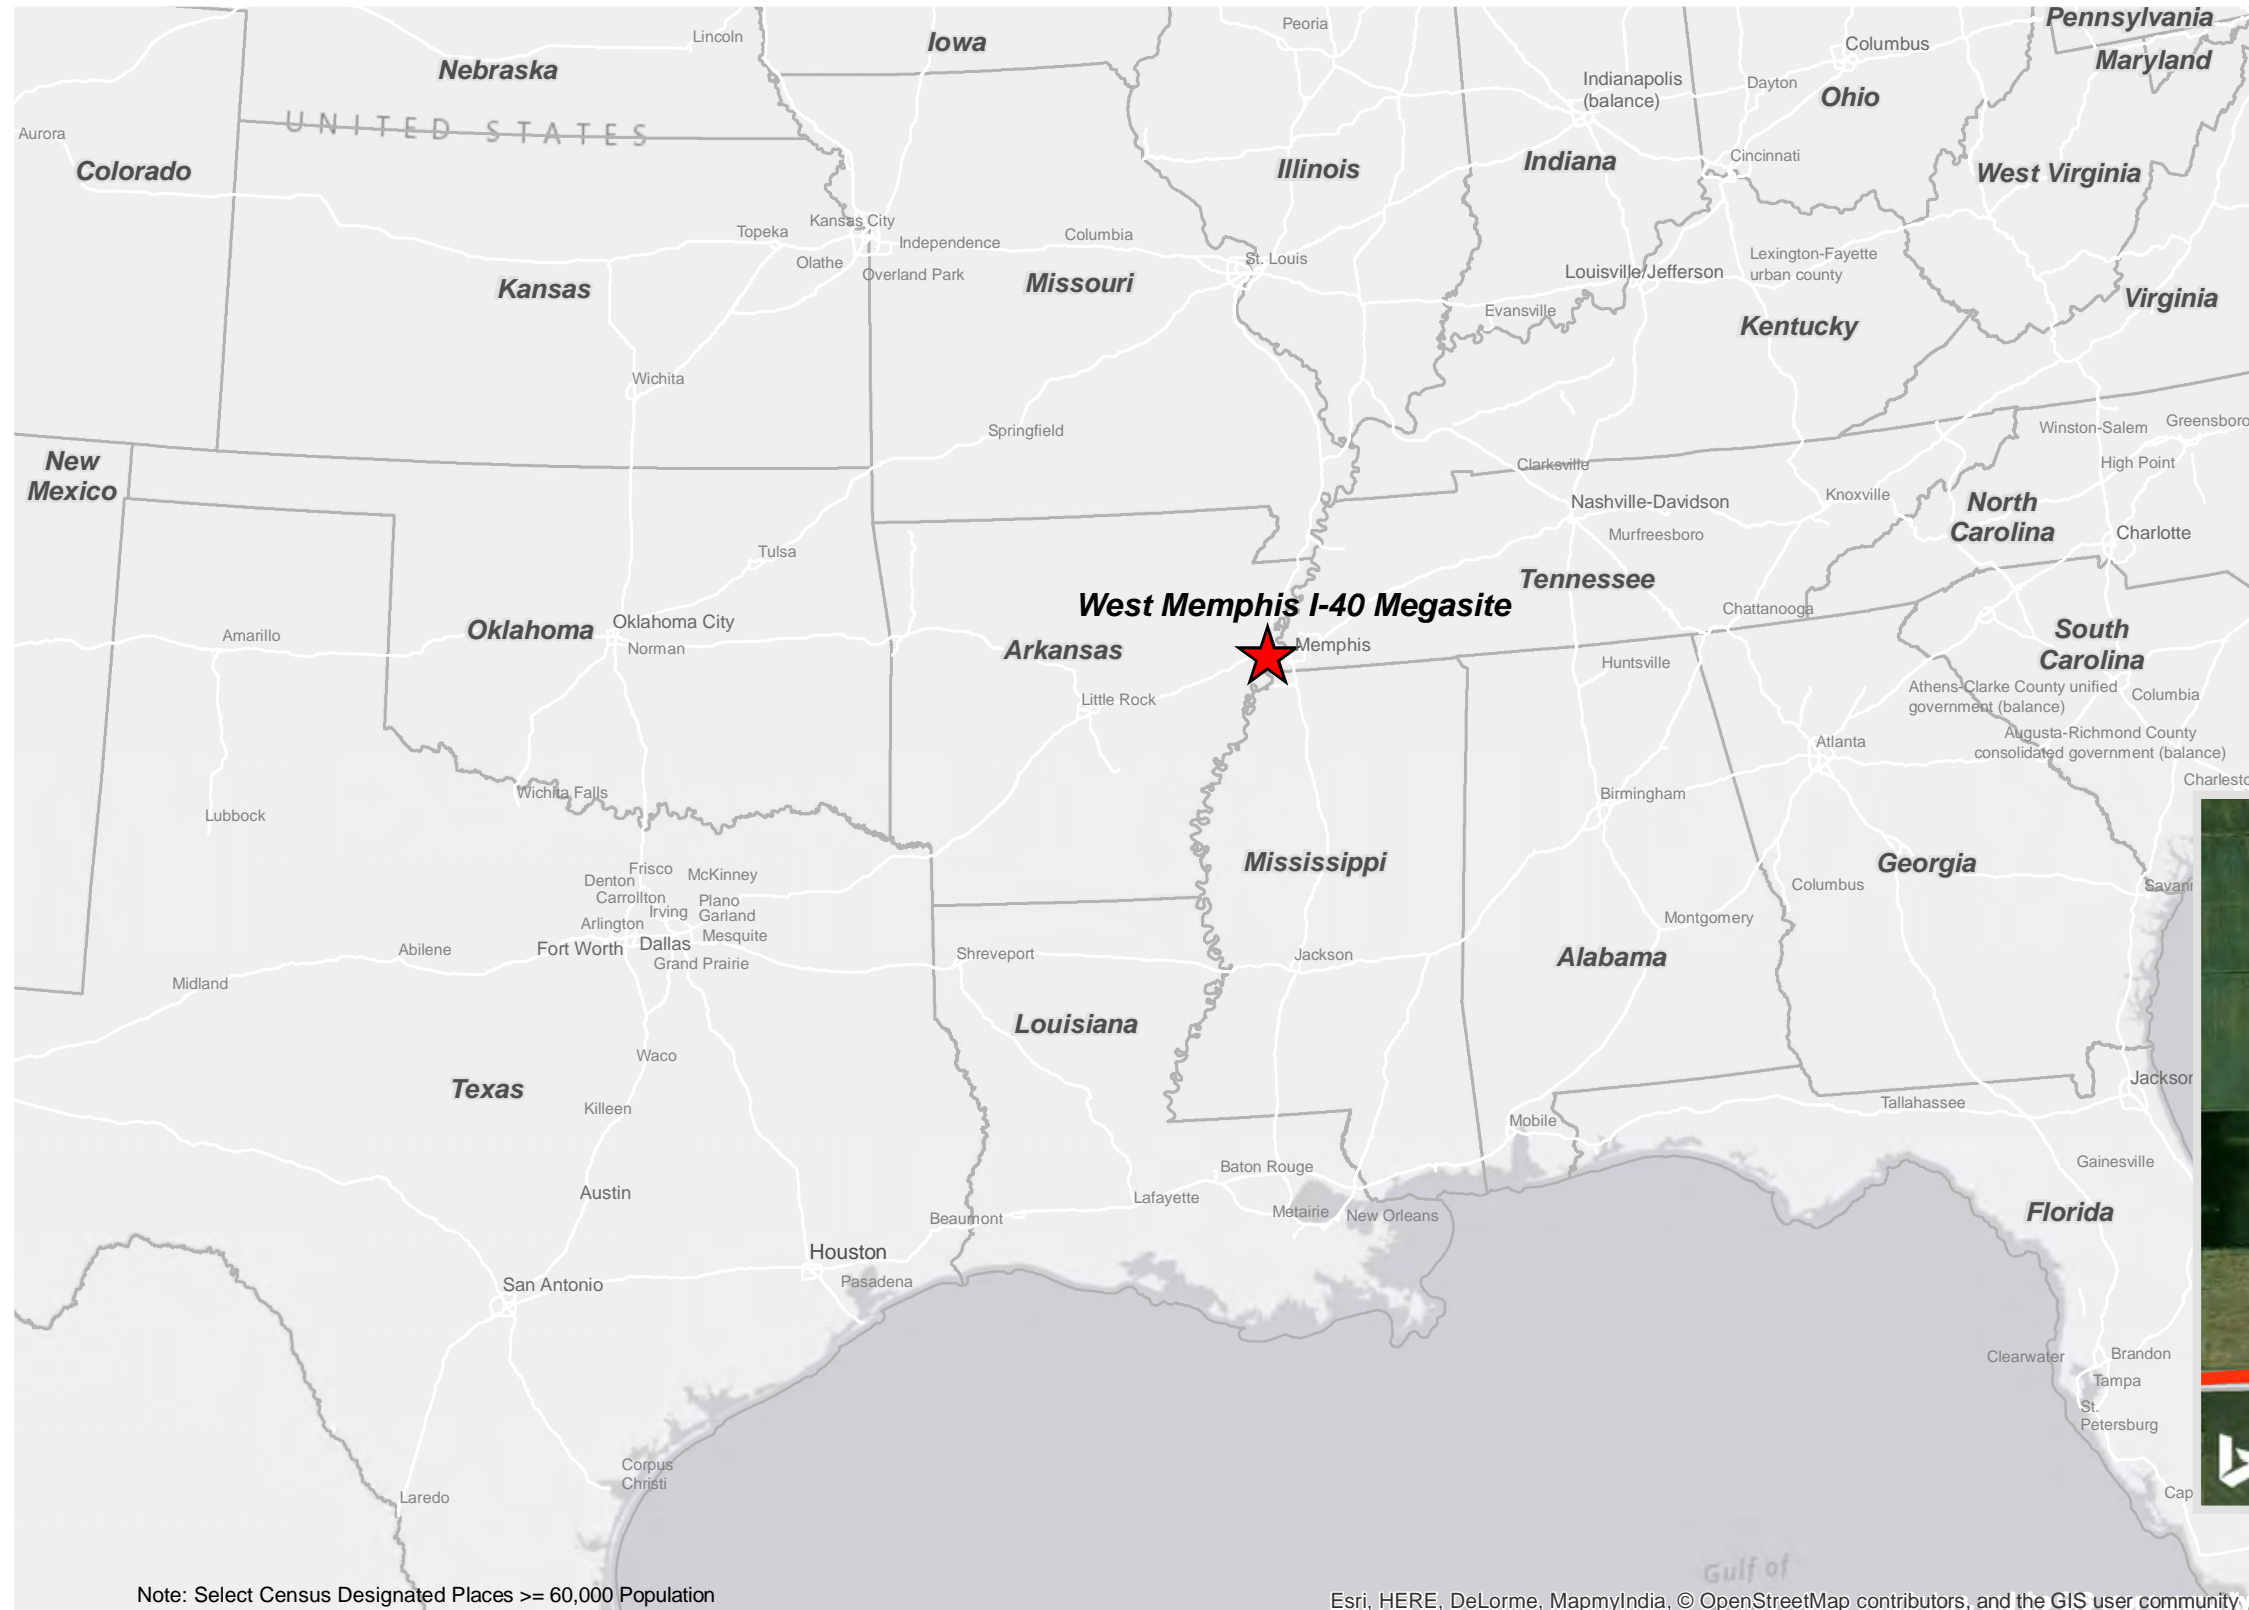 Pennsylvania
Peoria
Lincoln
Iowa
Columbus
Maryland
Nebraska
Indianapolis
(balance)
Dayton
Ohio
UNITED STATES
Aurora
Colorado
Illinois
Indiana
Cincinnati
West Virginia
Kansas City
Topeka
Independence
Columbia
Olathe
Overland Park
St. Louis
Lexington-Fayette
urban county
Louisville/Jefferson
Kansas
Missouri
Virginia
Evansville
Kentucky
Wichita
Springfield
Winston-Salem
Greensboro
New
Mexico
Clarksville
High Point
Nashville-Davidson
Knoxville
North
Carolina
Murfreesboro
Charlotte
Tulsa
Tennessee
West Memphis I-40 Megasite
Chattanooga
Oklahoma City
Oklahoma
Amarillo
Norman
Arkansas
Memphis
South
Carolina
Huntsville
Little Rock
Athens-Clarke County unified
government (balance)
Columbia
Augusta-Richmond County
consolidated government (balance)
Atlanta
Charlesto
Wichita Falls
Birmingham
Lubbock
Mississippi
Georgia
Frisco
McKinney
Denton
Carrollton
Plano
Irving
Garland
Arlington
Mesquite
Columbus
Savan
Montgomery
Fort Worth
Dallas
Abilene
Grand Prairie
Shreveport
Jackson
Alabama
Midland
Louisiana
Waco
Texas
Jackson
Killeen
Tallahassee
Mobile
Baton Rouge
Gainesville
Austin
Lafayette
Metairie
New Orleans
Beaumont
Florida
Houston
San Antonio
Pasadena
Clearwater
Brandon
Tampa
St.
Petersburg
Corpus
Christi
Laredo
Cap
Gulf of
Note: Select Census Designated Places >= 60,000 Population
Esri, HERE, DeLorme, MapmyIndia, © OpenStreetMap contributors, and the GIS user community